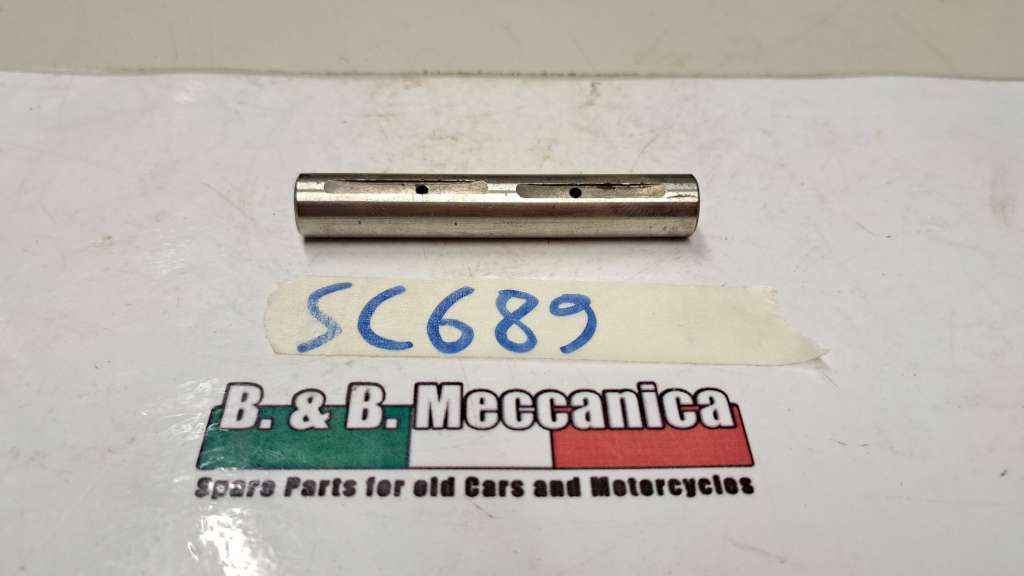 SC689
B. & B. Meccanica
Spare Parts for old Cars and Motorcycles